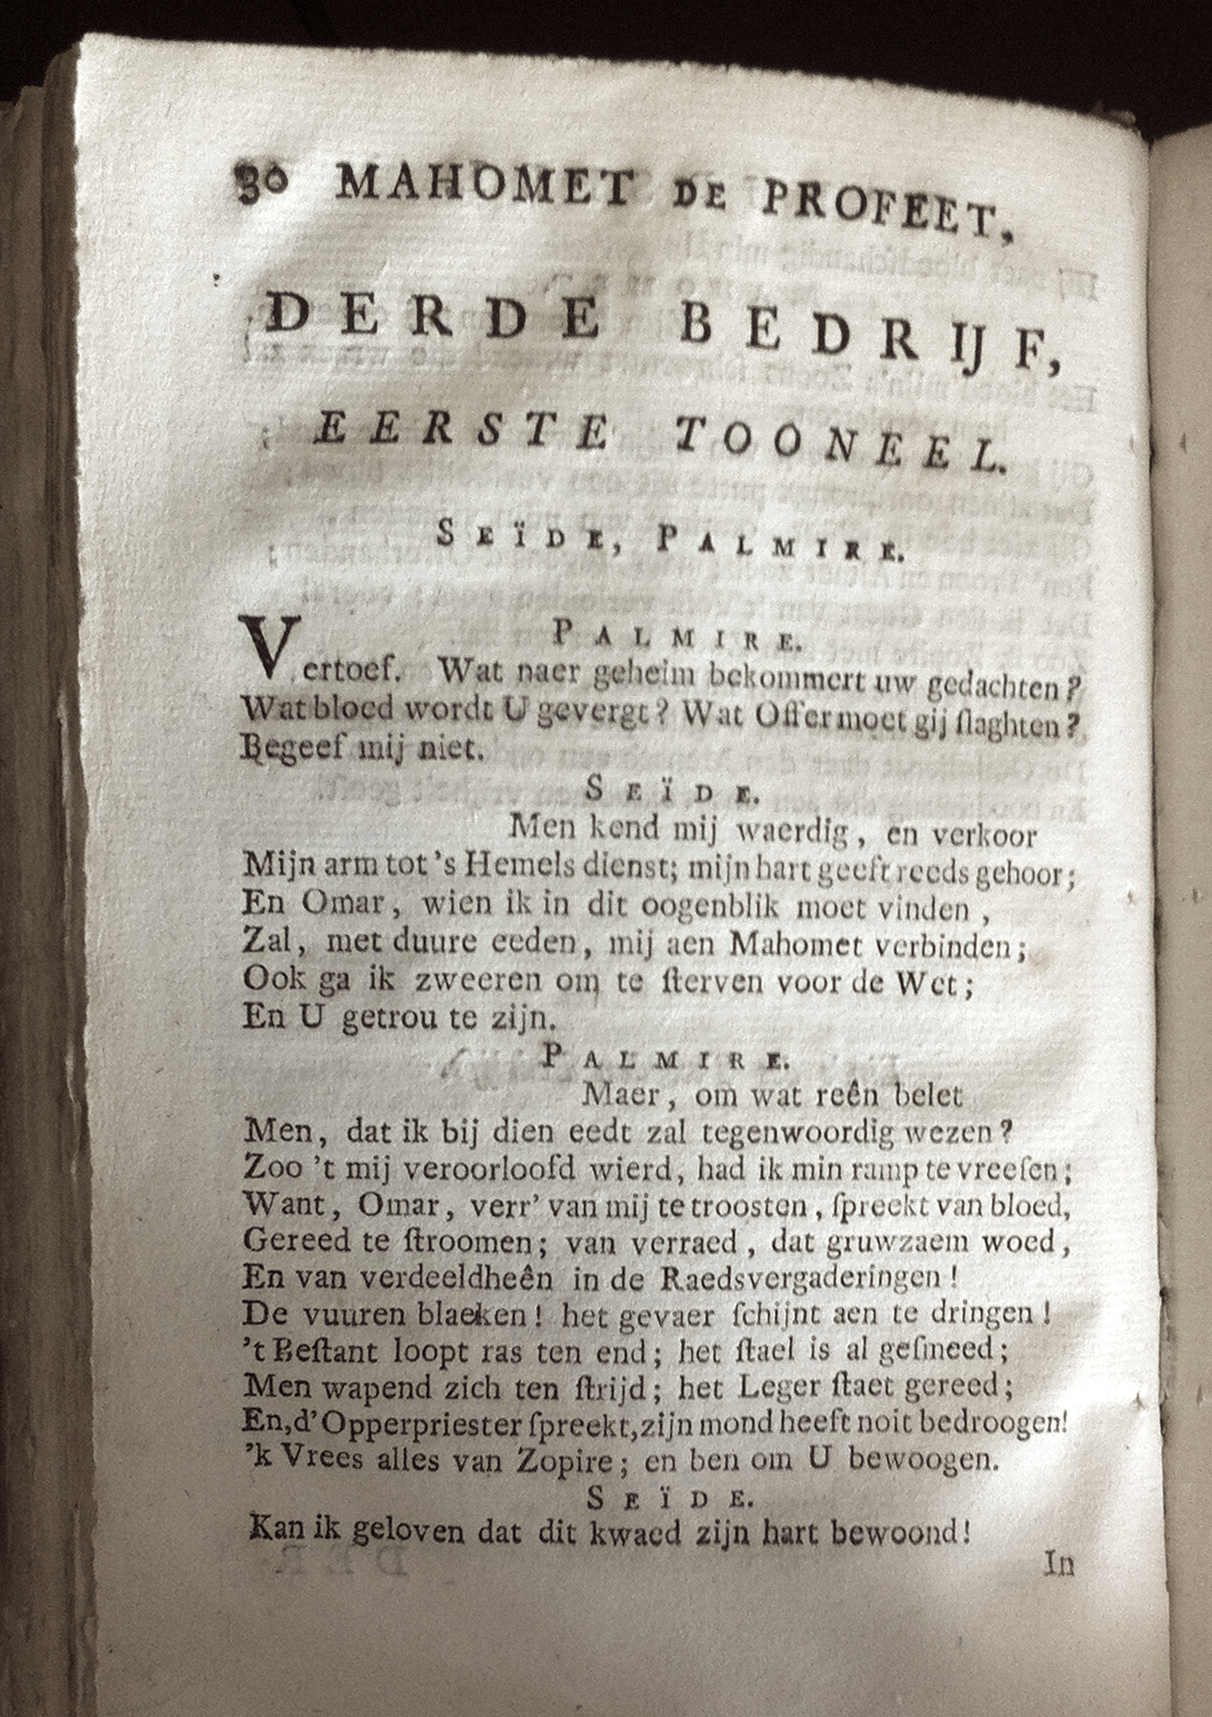 30 MAHOMET DE PROFEET,
DERDE BEDRIJF,
EERSTE TOONEEL.
SEÏDE, PALMIRE.
PALMIRE.
Vertoef. Wat naer geheim bekommert uw gedachten?
Wat bloed wordt U gevergt? Wat Offer moet gij ſlaghten?
Begeef mij niet.
SEÏDE.
Men kend mij waerdig, en verkoor
Mijn arm tot 's Hemels dienst; mijn hart geeft reeds gehoor;
En Omar, wien ik in dit oogenblik moet vinden,
Zal, met duure eeden, mij aen Mahomet verbinden;
Ook ga ik zweeren om te ſterven voor de Wet;
En U getrou te zijn.
PALMIRE.
Maer, om wat reên belet
Men, dat ik bij dien eedt zal tegenwoordig wezen?
Zoo 't mij veroorloofd wierd, had ik min ramp te vreeſen;
Want, Omar, verr' van mij te troosten, ſpreekt van bloed,
Gereed te ſtroomen; van verraed, dat gruwzaem woed,
En van verdeeldheên in de Raedsvergaderingen!
De vuuren blaeken! het gevaer ſchijnt aen te dringen!
't Beſtant loopt ras ten end; het ſtael is al geſmeed;
Men wapend zich ten ſtrijd; het Leger ſtaet gereed;
En, d' Opperpriester ſpreekt, zijn mond heeft noit bedroogen!
'k Vrees alles van Zopire; en ben om U bewoogen.
SEÏDE.
Kan ik geloven dat dit kwaed zijn hart bewoond!
In